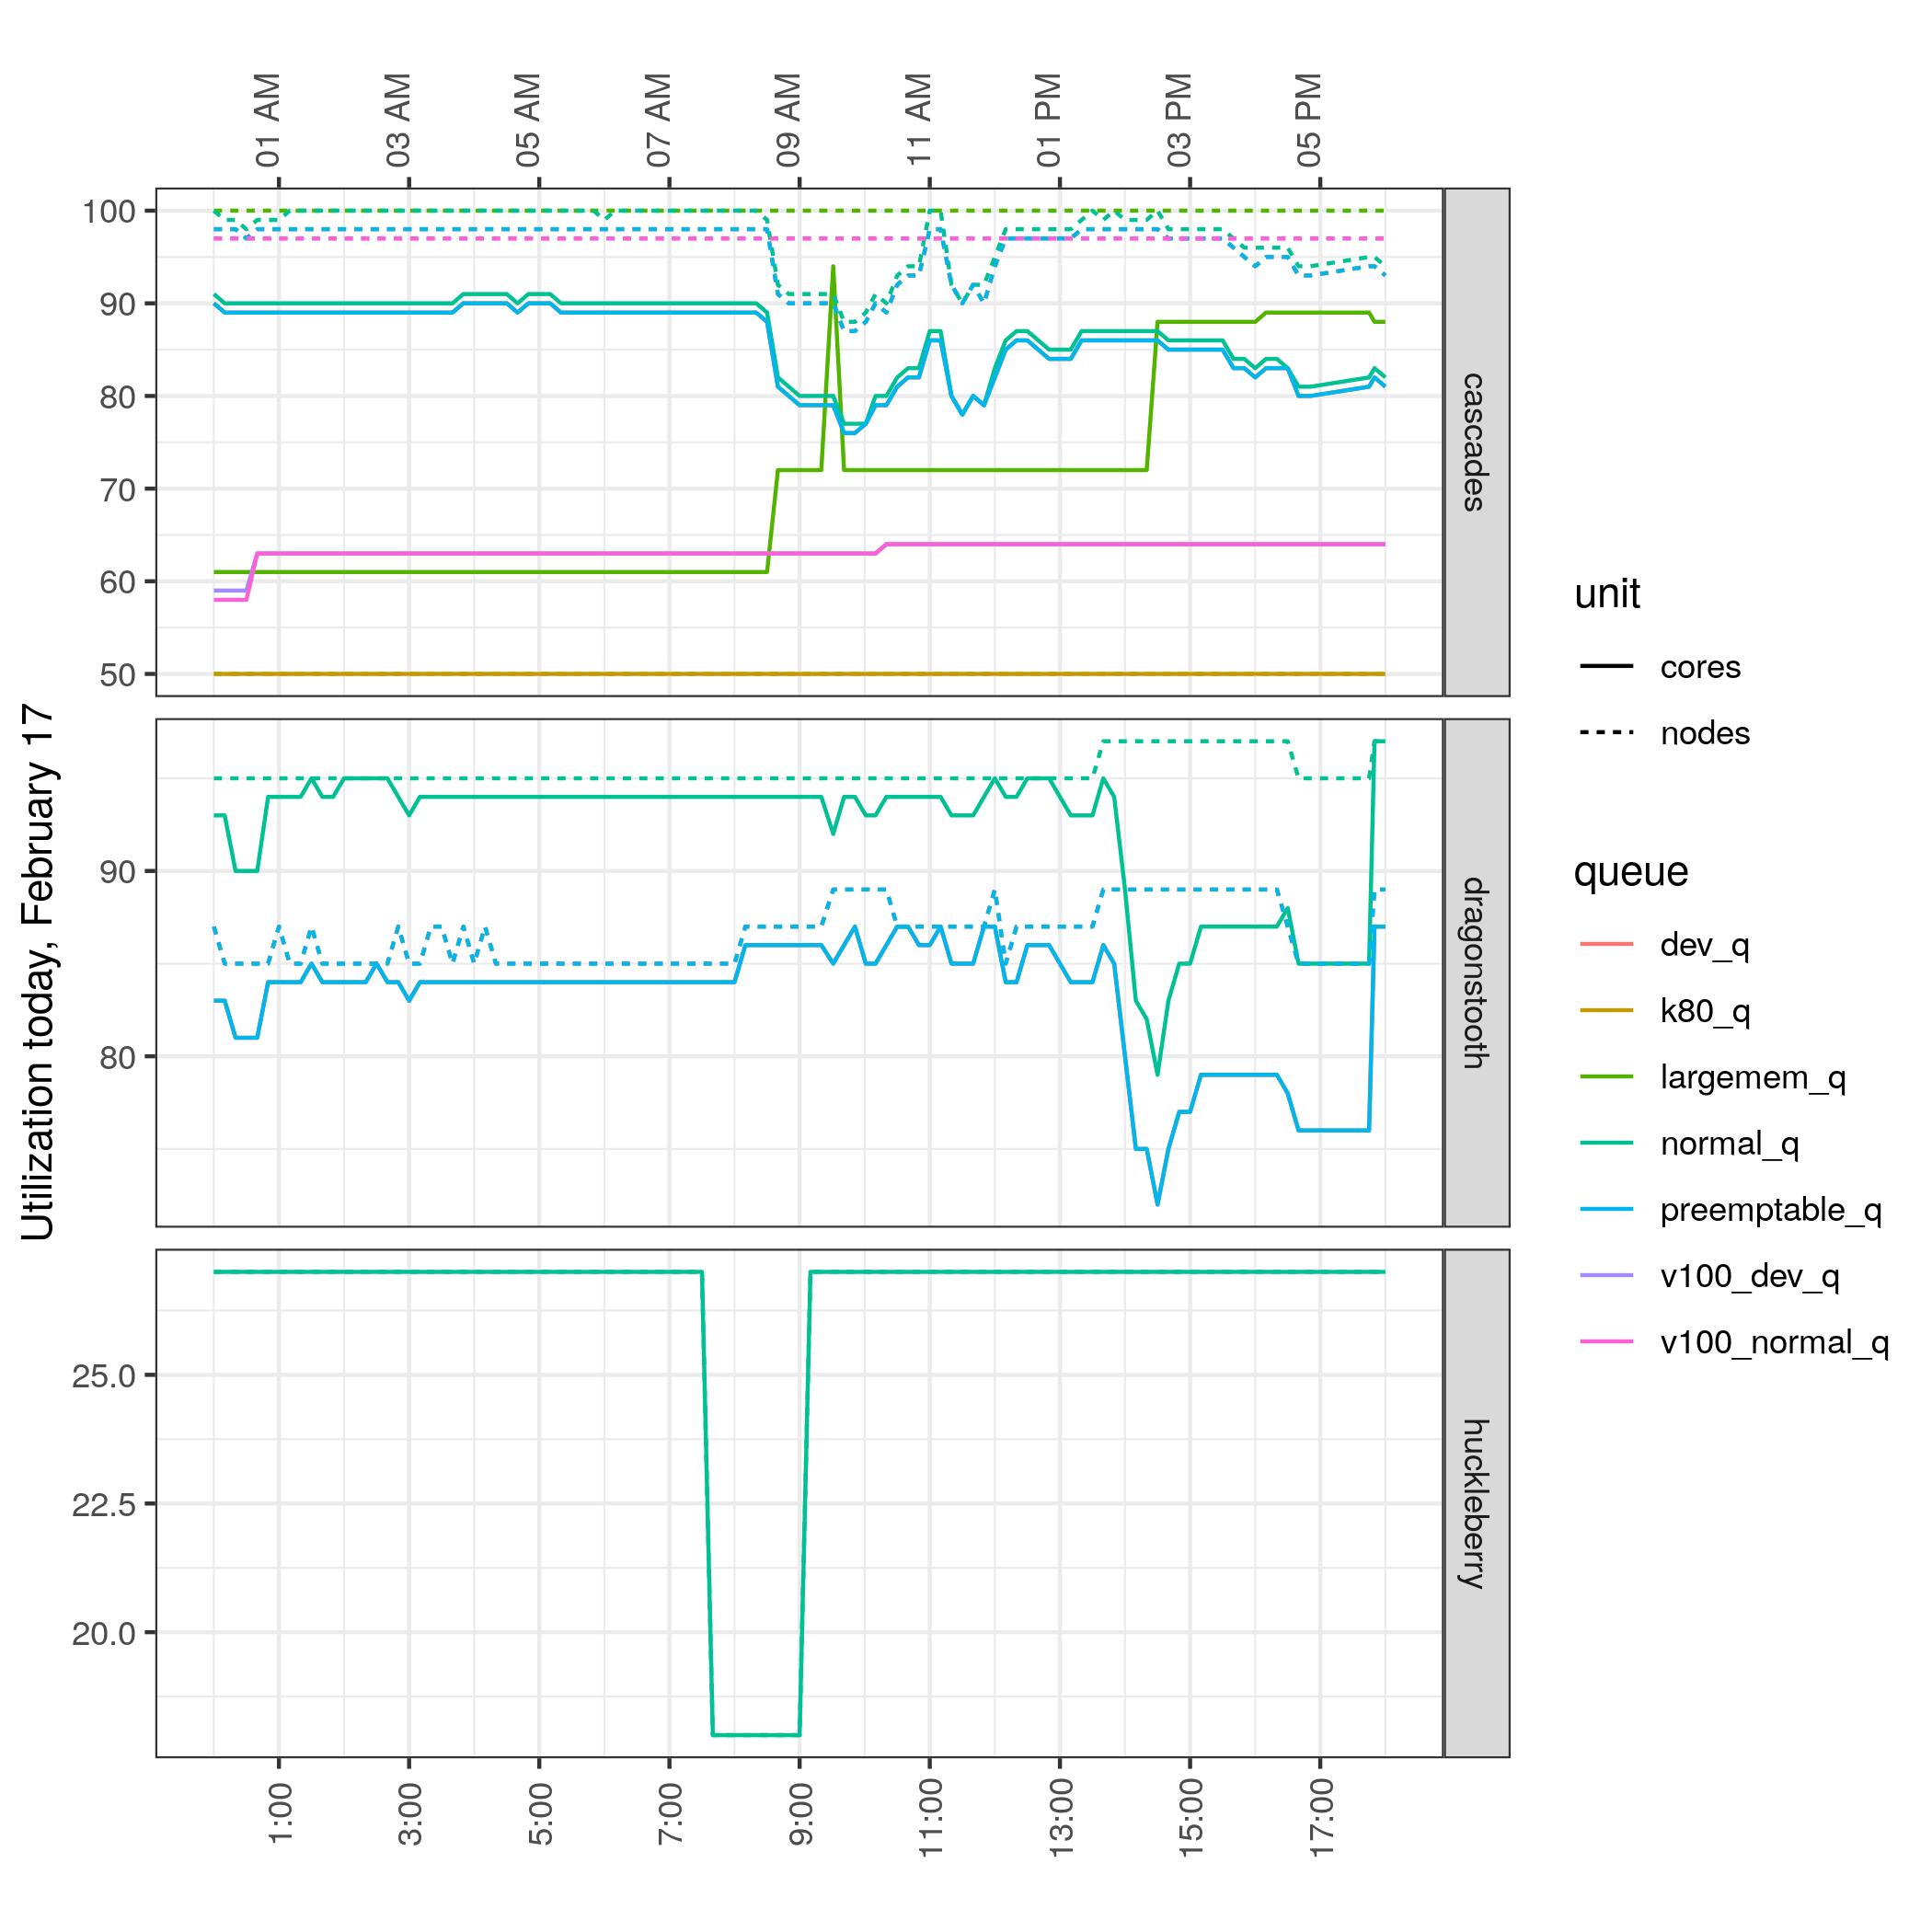 01 AM
03 AM
05 AM
07 AM
09 AM
11 AM
01 PM
03 PM
05 PM
100
90
80
70
60
50
cascades
Utilization today, February 17
90
80
dragonstooth
25.0
22.5
20.0
huckleberry
1:00
3:00
5:00
7:00
9:00
11:00
13:00
15:00
17:00
unit
cores
nodes
queue
dev_q
k80_q
largemem_q
normal_q
preemptable_q
v100_dev_q
v100_normal_q